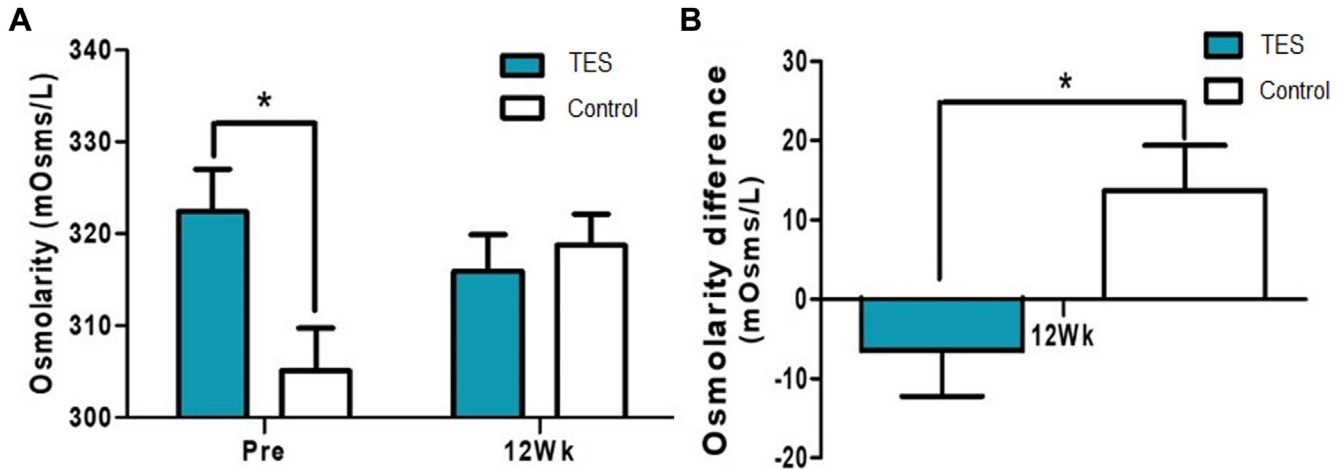 A
Osmolarity (mOsms/L)
340
330
320
310
300
*
TES
Control
Pre
12Wk
B
Osmolarity difference
(mOsms/L)
30
20
10
0
-10
-20
*
TES
Control
12Wk